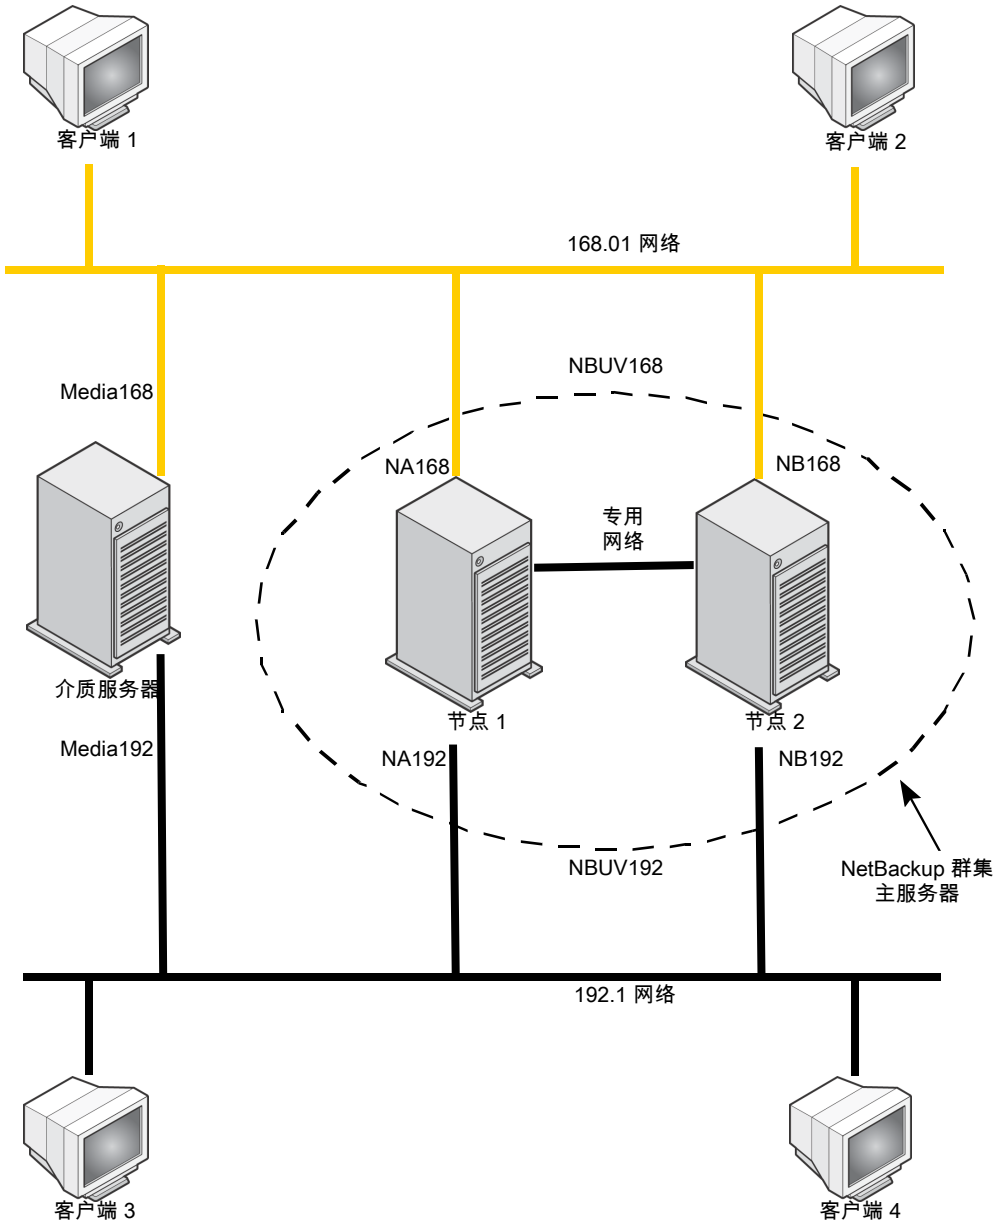 客户端 1
客户端 2
168.01 网络
NBUV168
Media168
NA168
NB168
专用
网络
介质服务器
节点 1
节点 2
Media192
NA192
NB192
NBUV192
NetBackup 群集
主服务器
192.1 网络
客户端 3
客户端 4